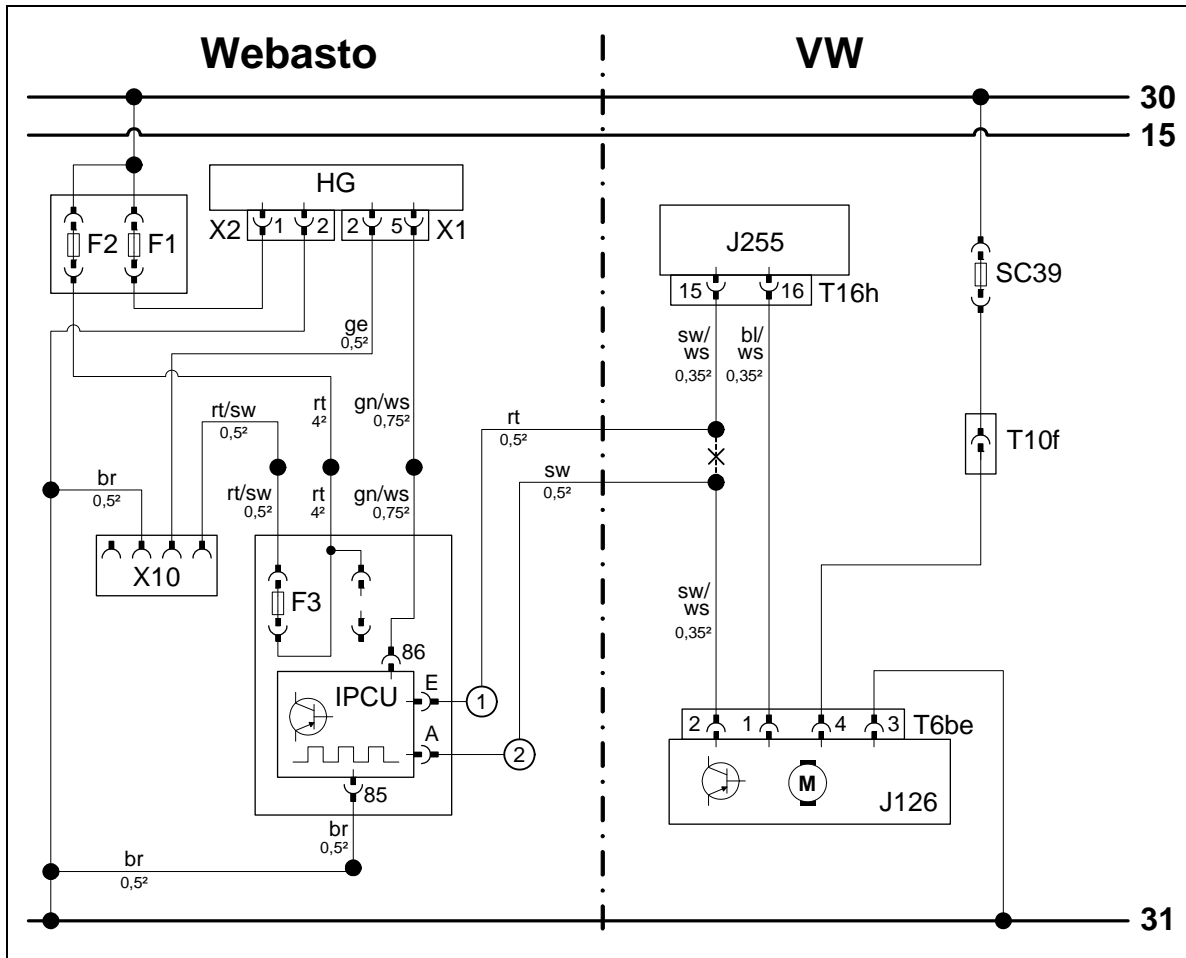 Webasto
VW
30
15
HG
X2
1
2
2
5
X1
F2
F1
J255
15
16
T16h
SC39
ge
0,5²
sw/
ws
0,35²
bl/
ws
0,35²
rt/sw
0,5²
rt
4²
gn/ws
0,75²
rt
0,5²
T10f
br
0,5²
rt/sw
0,5²
rt
4²
gn/ws
0,75²
sw
0,5²
X10
F3
sw/
ws
0,35²
86
IPCU
E
1
A
2
85
2
1
4
3
T6be
M
J126
br
0,5²
br
0,5²
31